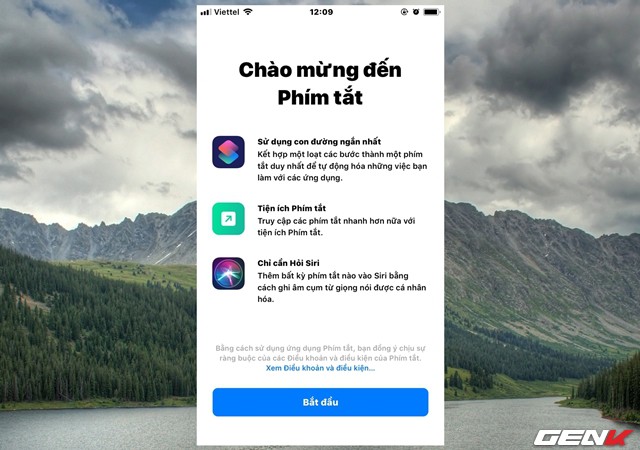 Viettel
12:09
Chào mừng đến
Phím tắt
Sử dụng con đường ngắn nhất
Kết hợp một loạt các bước thành một phím
tắt duy nhất để tự động hóa những việc bạn
làm với các ứng dụng.
Tiện ích Phím tắt
Truy cập các phím tắt nhanh hơn nữa với
tiện ích Phím tắt.
Chỉ cần Hỏi Siri
Thêm bất kỳ phím tắt nào vào Siri bằng
cách ghi âm cụm từ giọng nói được cá nhân
hóa.
Bằng cách sử dụng ứng dụng Phím tắt, bạn đồng ý chịu sự
ràng buộc của các Điều khoản và điều kiện của Phím tắt.
Xem Điều khoản và điều kiện...
Bắt đầu
GENK